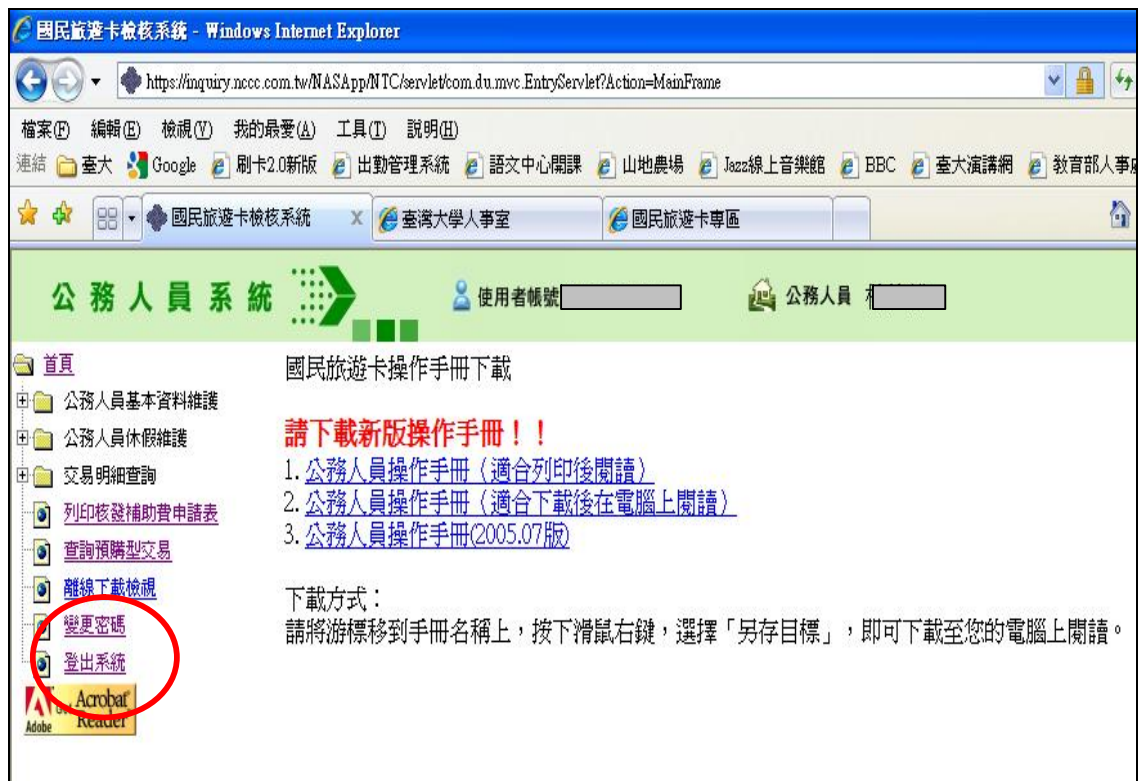 國民旅遊卡檢核系統 - Windows Internet Explorer
https://inquiry.nccc.com.tw/NASApp/NTC/servlet/com.du.mvc.EntryServlet?Action=MainFrame
檔案(F) 編輯(E) 檢視(V) 我的最愛(A) 工具(T) 說明(H)
連結 臺大 Google 刷卡2.0新版 出勤管理系統 語文中心開課 山地農場 Jazz線上音樂館 BBC 臺大演講網 教育部人事
國民旅遊卡檢核系統 X 臺灣大學人事室 國民旅遊卡專區
公務人員系統 使用者帳號 公務人員
首頁
公務人員基本資料維護
公務人員休假維護
交易明細查詢
列印核發補助費申請表
查詢預購型交易
離線下載檢視
變更密碼
登出系統
Acrobat
Reader
Adobe
國民旅遊卡操作手冊下載
請下載新版操作手冊！！
1. 公務人員操作手冊（適合列印後閱讀）
2. 公務人員操作手冊（適合下載後在電腦上閱讀）
3. 公務人員操作手冊(2005.07版)
下載方式：
請將游標移到手冊名稱上，按下滑鼠右鍵，選擇「另存目標」，即可下載至您的電腦上閱讀。